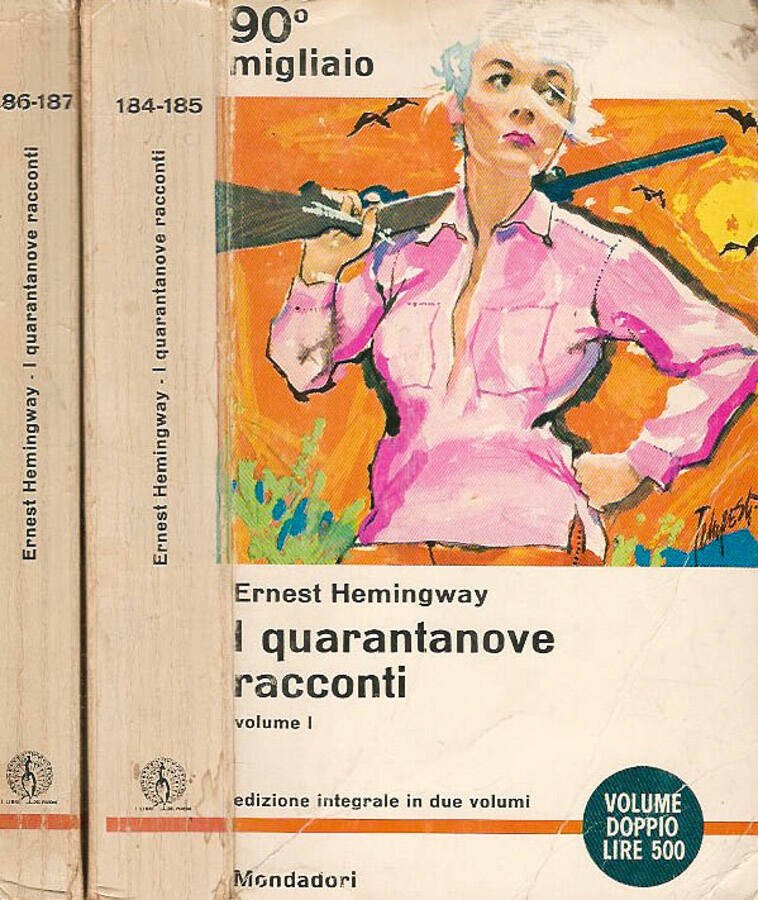 86-187
Ernest Hemingway - I quarantanove racconti
184-185
Ernest Hemingway - I quarantanove racconti
90°
migliaio
Ernest Hemingway
I quarantanove
racconti
volume I
edizione integrale in due volumi
VOLUME
DOPPIO
LIRE 500
Mondadori